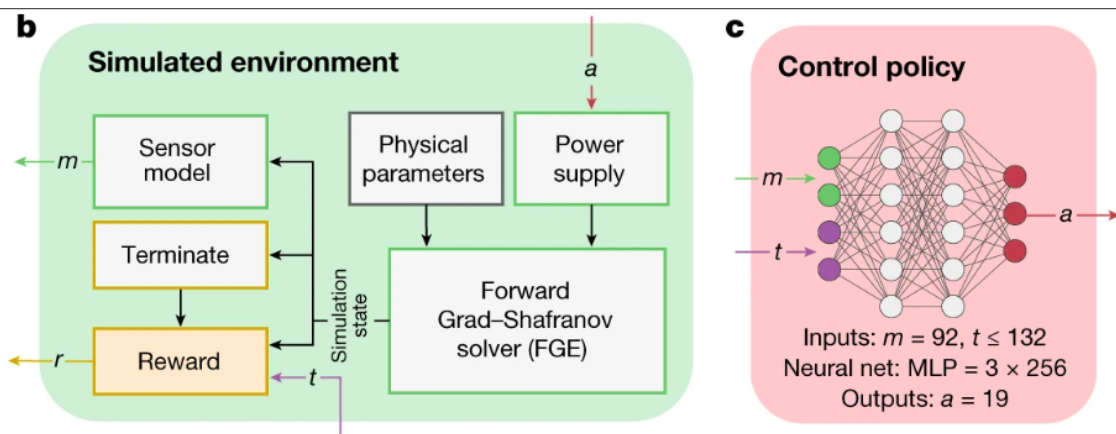 b
Simulated environment
a
Sensor
model
m
Physical
parameters
Power
supply
Terminate
Forward
Grad–Shafranov
solver (FGE)
Simulation
state
Reward
r
t
c
Control policy
m
t
a
Inputs: m = 92, t ≤ 132
Neural net: MLP = 3 × 256
Outputs: a = 19